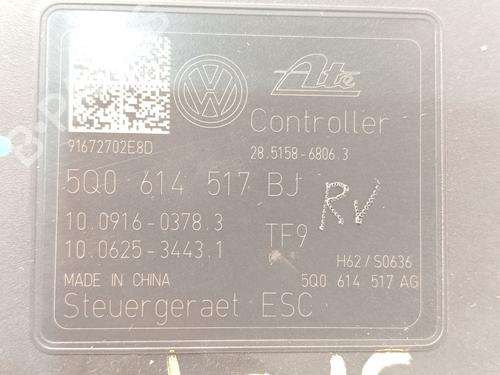 Ate
Controller
91672702E8D
28.5158-6806.3
5Q0 614 517 BJ
RV
10.0916-0378.3
10.0625-3443.1
TF9
H62/S0636
MADE IN CHINA
5Q0 614 517 AG
Steuergeraet ESC